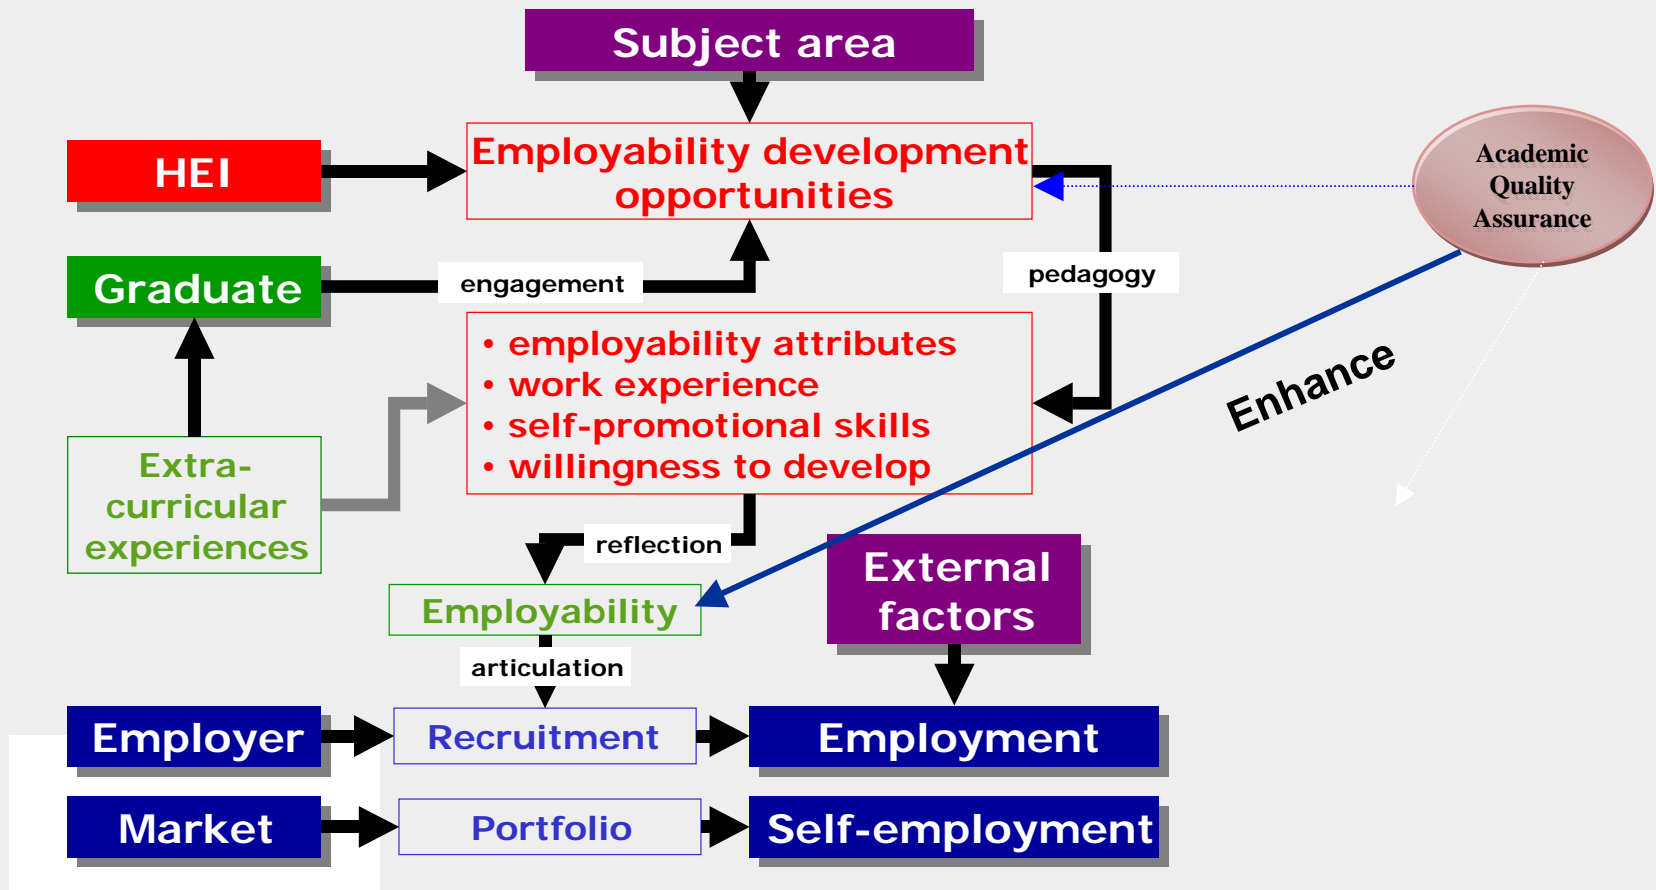 Subject area
HEI
Employability development
opportunities
Academic
Quality
Assurance
Graduate
engagement
pedagogy
• employability attributes
• work experience
• self-promotional skills
• willingness to develop
Enhance
Extra-
curricular
experiences
reflection
External
factors
Employability
articulation
Employer
Recruitment
Employment
Market
Portfolio
Self-employment